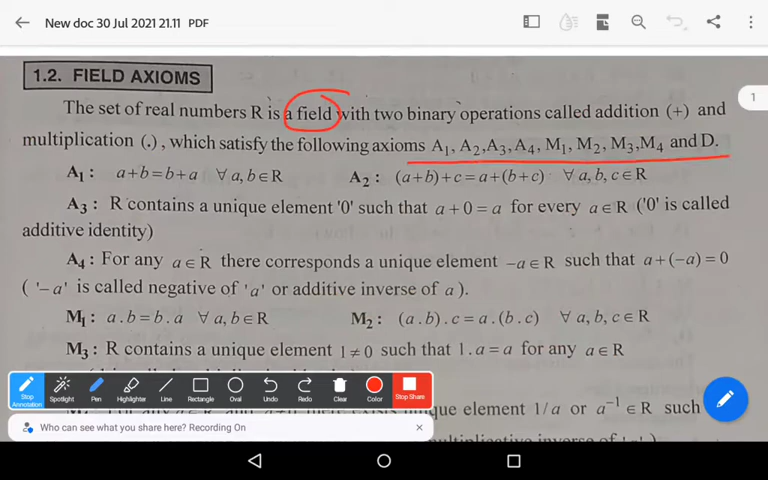 New doc 30 Jul 2021 21.11 PDF
1
1.2. FIELD AXIOMS
The set of real numbers R is a field with two binary operations called addition (+) and
multiplication (.), which satisfy the following axioms A₁, A₂, A₃, A₄, M₁, M₂, M₃, M₄ and D.
A₁ : a+b=b+a ∀ a,b∈R A₂ : (a+b)+c=a+(b+c) ∀ a,b,c∈R
A₃ : R contains a unique element '0' such that a+0=a for every a∈R ('0' is called
additive identity)
A₄ : For any a∈R there corresponds a unique element −a∈R such that a+(−a)=0
( '−a' is called negative of 'a' or additive inverse of a).
M₁ : a.b=b.a ∀ a,b∈R M₂ : (a.b).c=a.(b.c) ∀ a,b,c∈R
M₃ : R contains a unique element 1≠0 such that 1.a=a for any a∈R
unique element 1/a or a⁻¹∈R such
Stop Annotation Spotlight Pen Highlighter Line Rectangle Oval Undo Redo Clear Color Stop Share
Who can see what you share here? Recording On